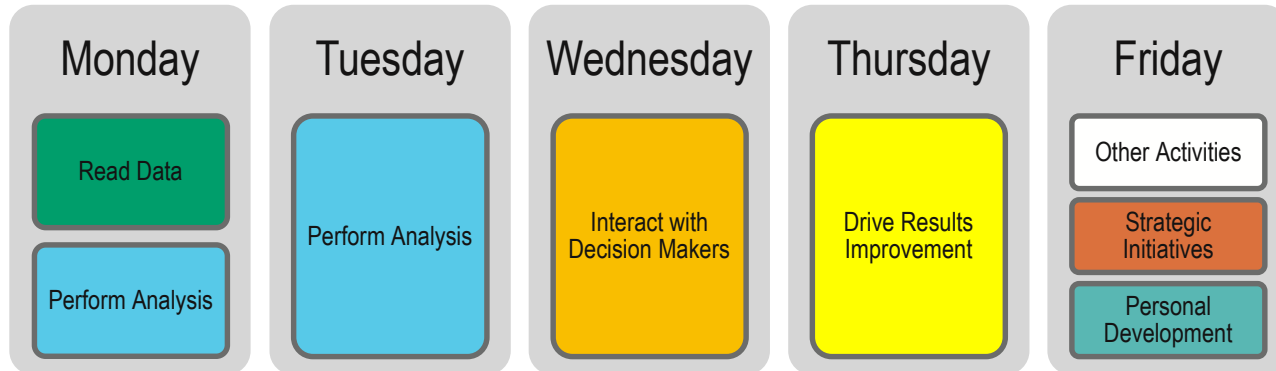 Monday
Read Data
Perform Analysis
Tuesday
Perform Analysis
Wednesday
Interact with
Decision Makers
Thursday
Drive Results
Improvement
Friday
Other Activities
Strategic
Initiatives
Personal
Development